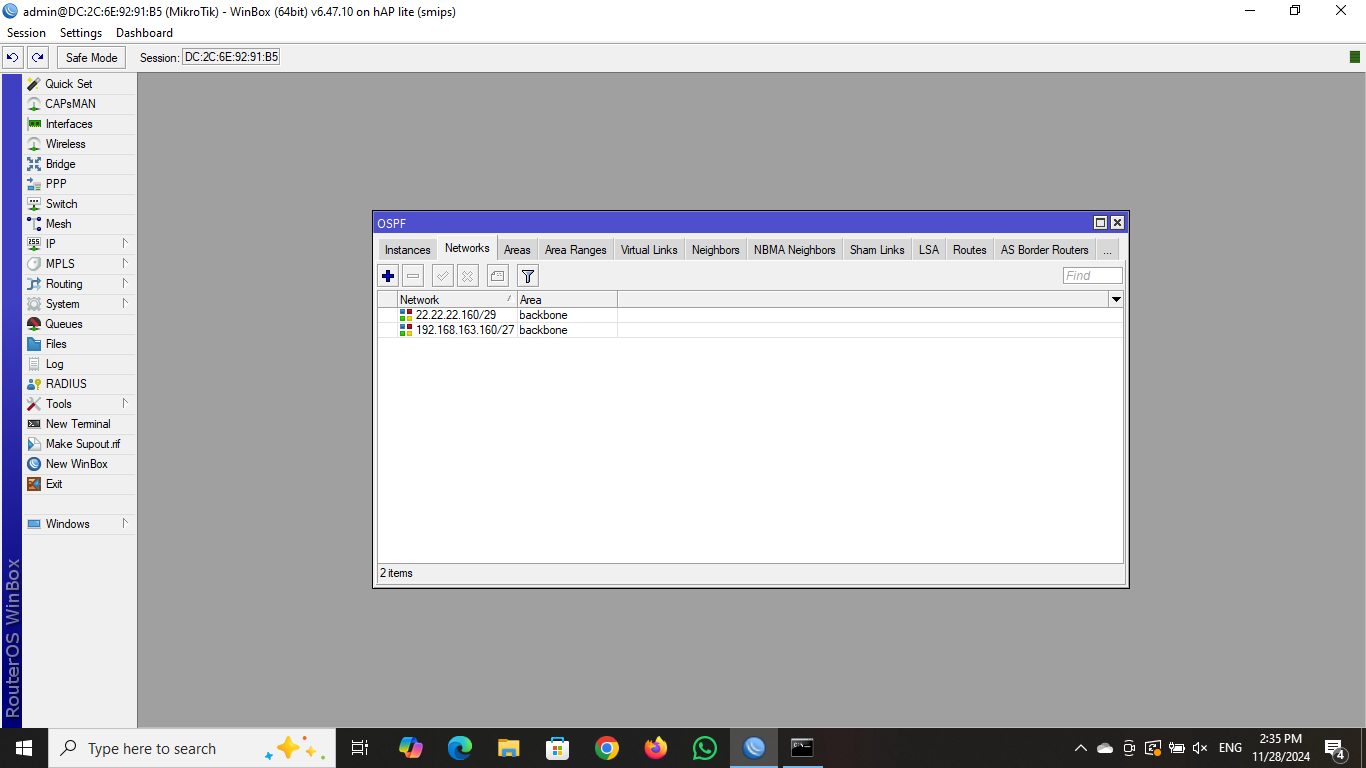 admin@DC:2C:6E:92:91:B5 (MikroTik) - WinBox (64bit) v6.47.10 on hAP lite (smips)
Session Settings Dashboard
Safe Mode Session: DC:2C:6E:92:91:B5
Quick Set
CAPsMAN
Interfaces
Wireless
Bridge
PPP
Switch
Mesh
IP
MPLS
Routing
System
Queues
Files
Log
RADIUS
Tools
New Terminal
Make Supout.rif
New WinBox
Exit
Windows
RouterOS WinBox
OSPF
Instances Networks Areas Area Ranges Virtual Links Neighbors NBMA Neighbors Sham Links LSA Routes AS Border Routers ...
Find
Network Area
22.22.22.160/29 backbone
192.168.163.160/27 backbone
2 items
Type here to search
ENG
2:35 PM
11/28/2024
4